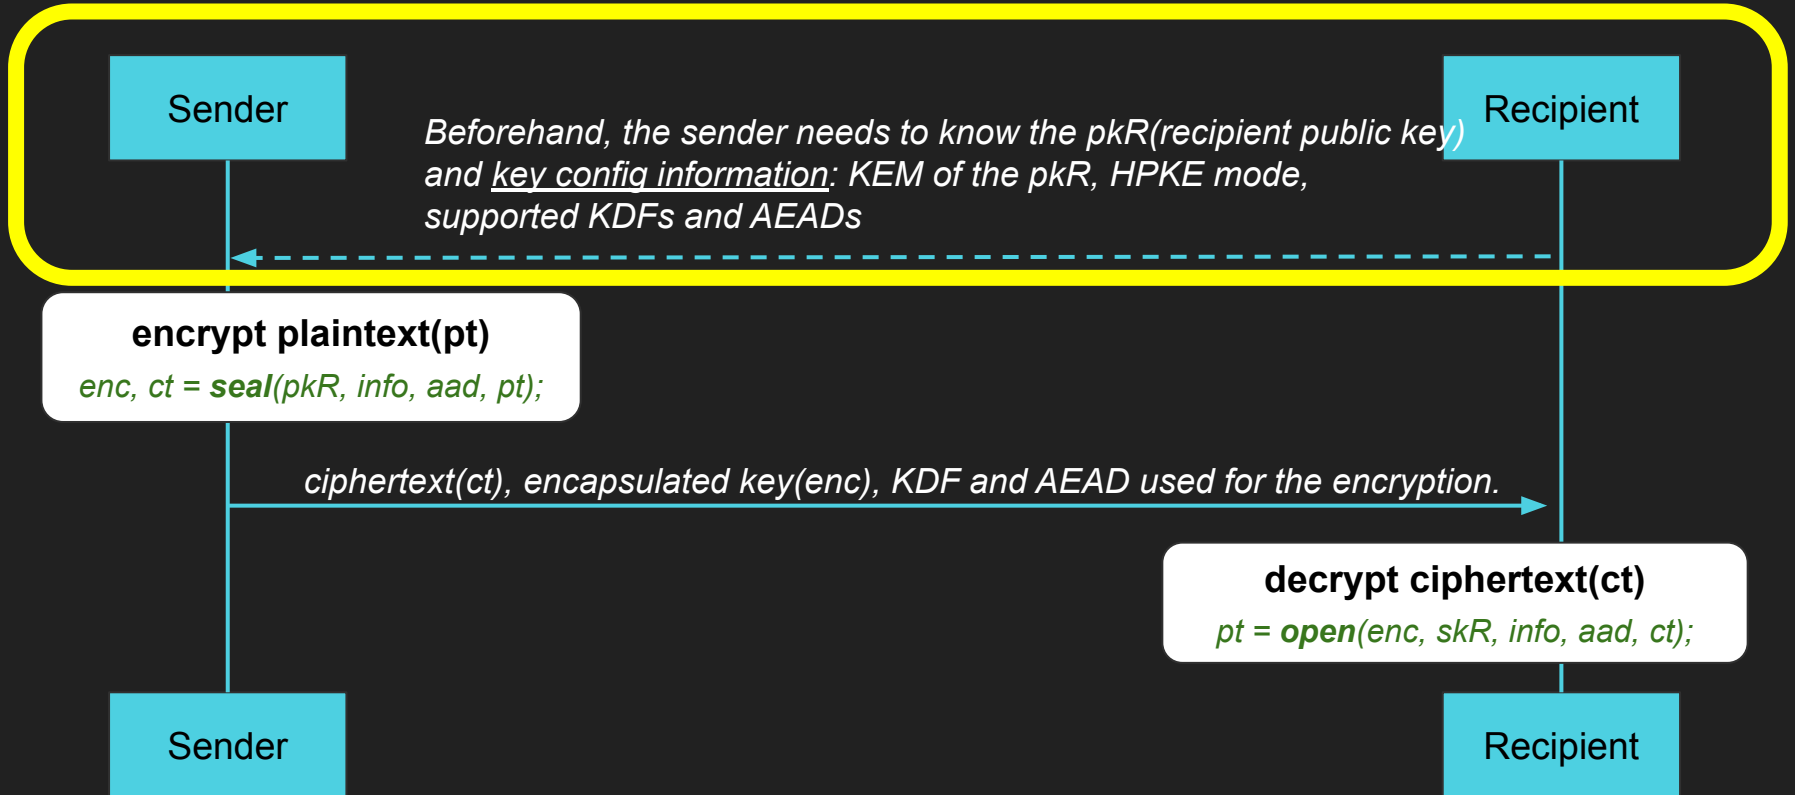 Sender
Recipient
Beforehand, the sender needs to know the pkR(recipient public key)
and key config information: KEM of the pkR, HPKE mode,
supported KDFs and AEADs
encrypt plaintext(pt)
enc, ct = seal(pkR, info, aad, pt);
ciphertext(ct), encapsulated key(enc), KDF and AEAD used for the encryption.
decrypt ciphertext(ct)
pt = open(enc, skR, info, aad, ct);
Sender
Recipient